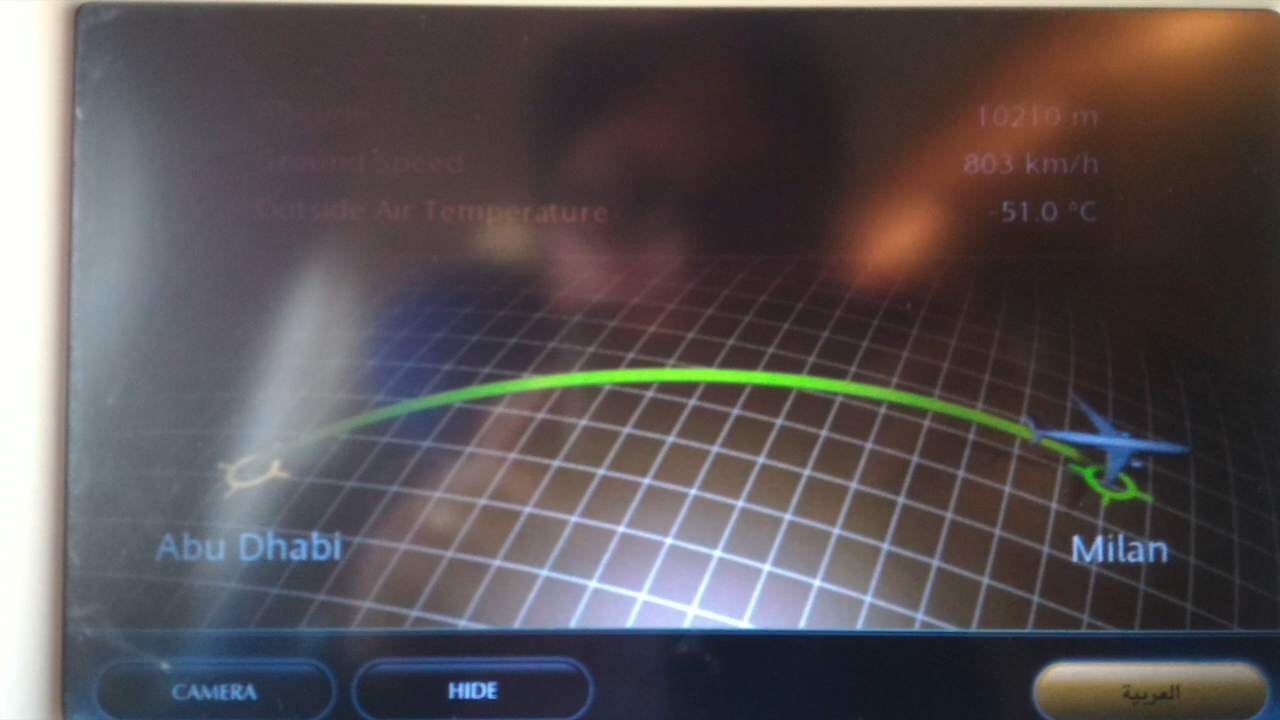 Altitude 10210 m
Ground Speed 803 km/h
Outside Air Temperature -51.0 °C
Abu Dhabi Milan
CAMERA HIDE العربية